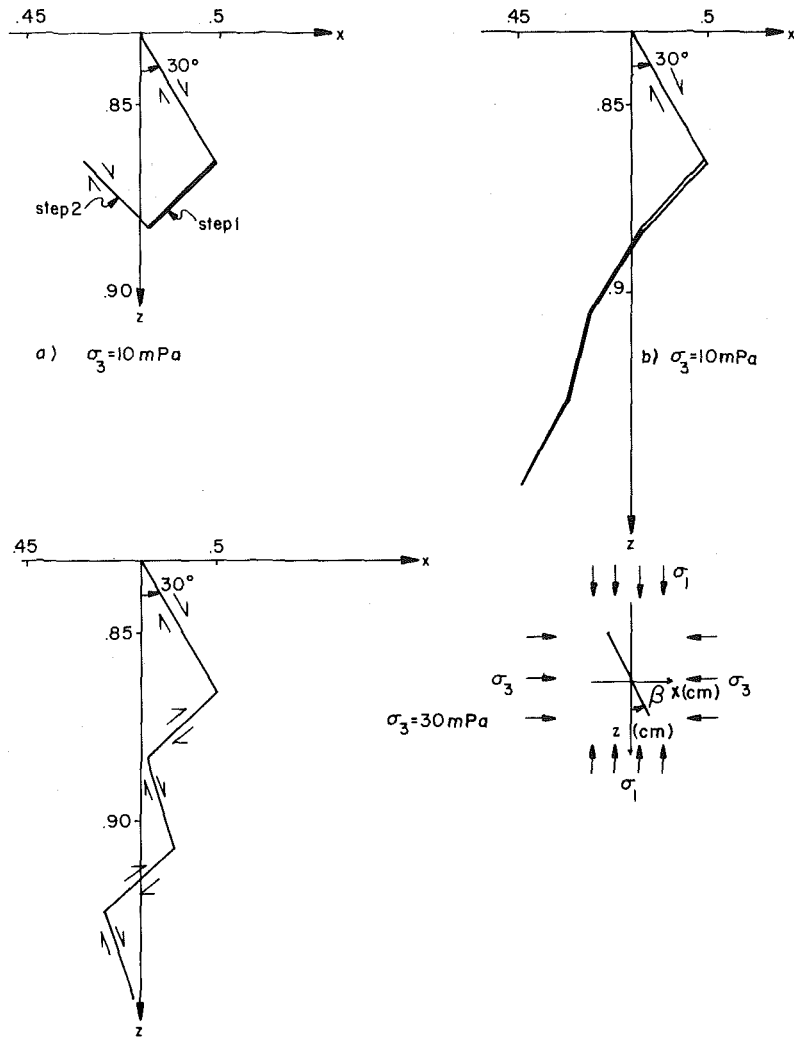 .45 .5 x
30°
.85
step2 step1
.90
z
a) σ3=10 mPa
.45 .5 x
30°
.85
.9
b) σ3=10 mPa
z
.45 .5 x
30°
.85
.90
z
σ1
σ3 σ3
β x(cm)
z (cm)
σ1
σ3=30 mPa